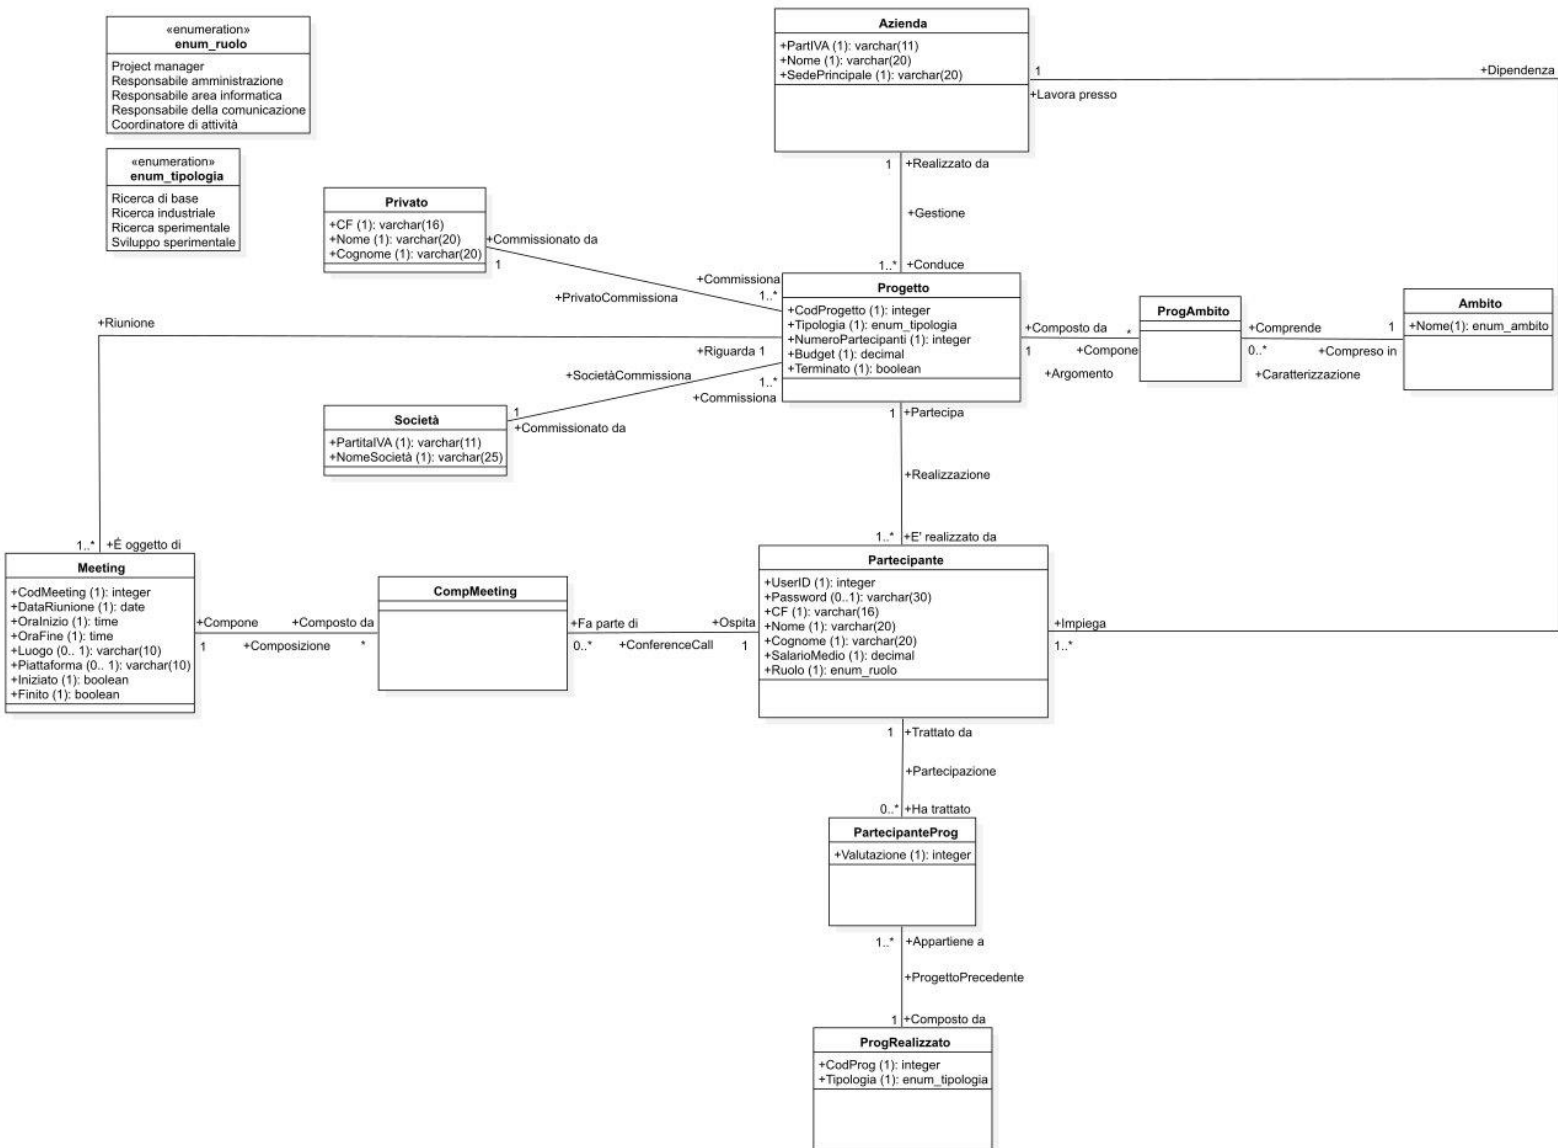 «enumeration»
enum_ruolo
Project manager
Responsabile amministrazione
Responsabile area informatica
Responsabile della comunicazione
Coordinatore di attività
«enumeration»
enum_tipologia
Ricerca di base
Ricerca industriale
Ricerca sperimentale
Sviluppo sperimentale
Azienda
+PartIVA (1): varchar(11)
+Nome (1): varchar(20)
+SedePrincipale (1): varchar(20)
1
+Lavora presso
+Dipendenza
1 +Realizzato da
+Gestione
1..* +Conduce
Privato
+CF (1): varchar(16)
+Nome (1): varchar(20)
+Cognome (1): varchar(20)
+Commissionato da
1
+PrivatoCommissiona
+Commissiona
1..*
Progetto
+CodProgetto (1): integer
+Tipologia (1): enum_tipologia
+NumeroPartecipanti (1): integer
+Budget (1): decimal
+Terminato (1): boolean
+Composto da *
1 +Compone
+Argomento
ProgAmbito
+Comprende 1
0..* +Compreso in
+Caratterizzazione
Ambito
+Nome(1): enum_ambito
+Riunione
+Riguarda 1
+SocietàCommissiona
1..*
+Commissiona
Società
+PartitaIVA (1): varchar(11)
+NomeSocietà (1): varchar(25)
1
+Commissionato da
1 +Partecipa
+Realizzazione
1..* +E' realizzato da
1..* +É oggetto di
Meeting
+CodMeeting (1): integer
+DataRiunione (1): date
+OraInizio (1): time
+OraFine (1): time
+Luogo (0.. 1): varchar(10)
+Piattaforma (0.. 1): varchar(10)
+Iniziato (1): boolean
+Finito (1): boolean
+Compone +Composto da
1 +Composizione *
CompMeeting
+Fa parte di +Ospita
0..* +ConferenceCall 1
Partecipante
+UserID (1): integer
+Password (0..1): varchar(30)
+CF (1): varchar(16)
+Nome (1): varchar(20)
+Cognome (1): varchar(20)
+SalarioMedio (1): decimal
+Ruolo (1): enum_ruolo
+Impiega
1..*
1 +Trattato da
+Partecipazione
0..* +Ha trattato
PartecipanteProg
+Valutazione (1): integer
1..* +Appartiene a
+ProgettoPrecedente
1 +Composto da
ProgRealizzato
+CodProg (1): integer
+Tipologia (1): enum_tipologia